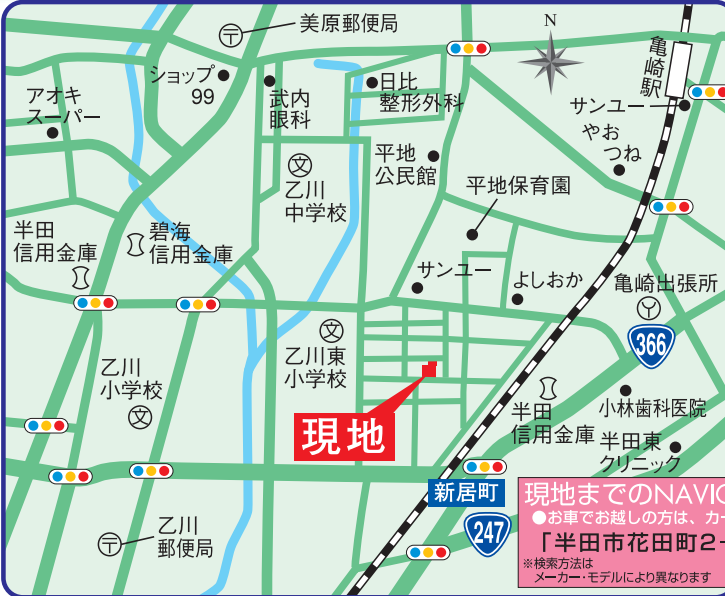 美原郵便局
N
亀崎駅
ショップ
99
アオキ
スーパー
武内
眼科
日比
整形外科
サンユー
やお
つね
文
乙川
中学校
平地
公民館
平地保育園
半田
信用金庫
碧海
信用金庫
サンユー
よしおか
亀崎出張所
366
乙川
小学校
文
文
乙川東
小学校
現地
半田
信用金庫
小林歯科医院
半田東
クリニック
新居町
247
乙川
郵便局
現地までのNAVIG
●お車でお越しの方は、カー
「半田市花田町2-
※検索方法は
メーカー・モデルにより異なります